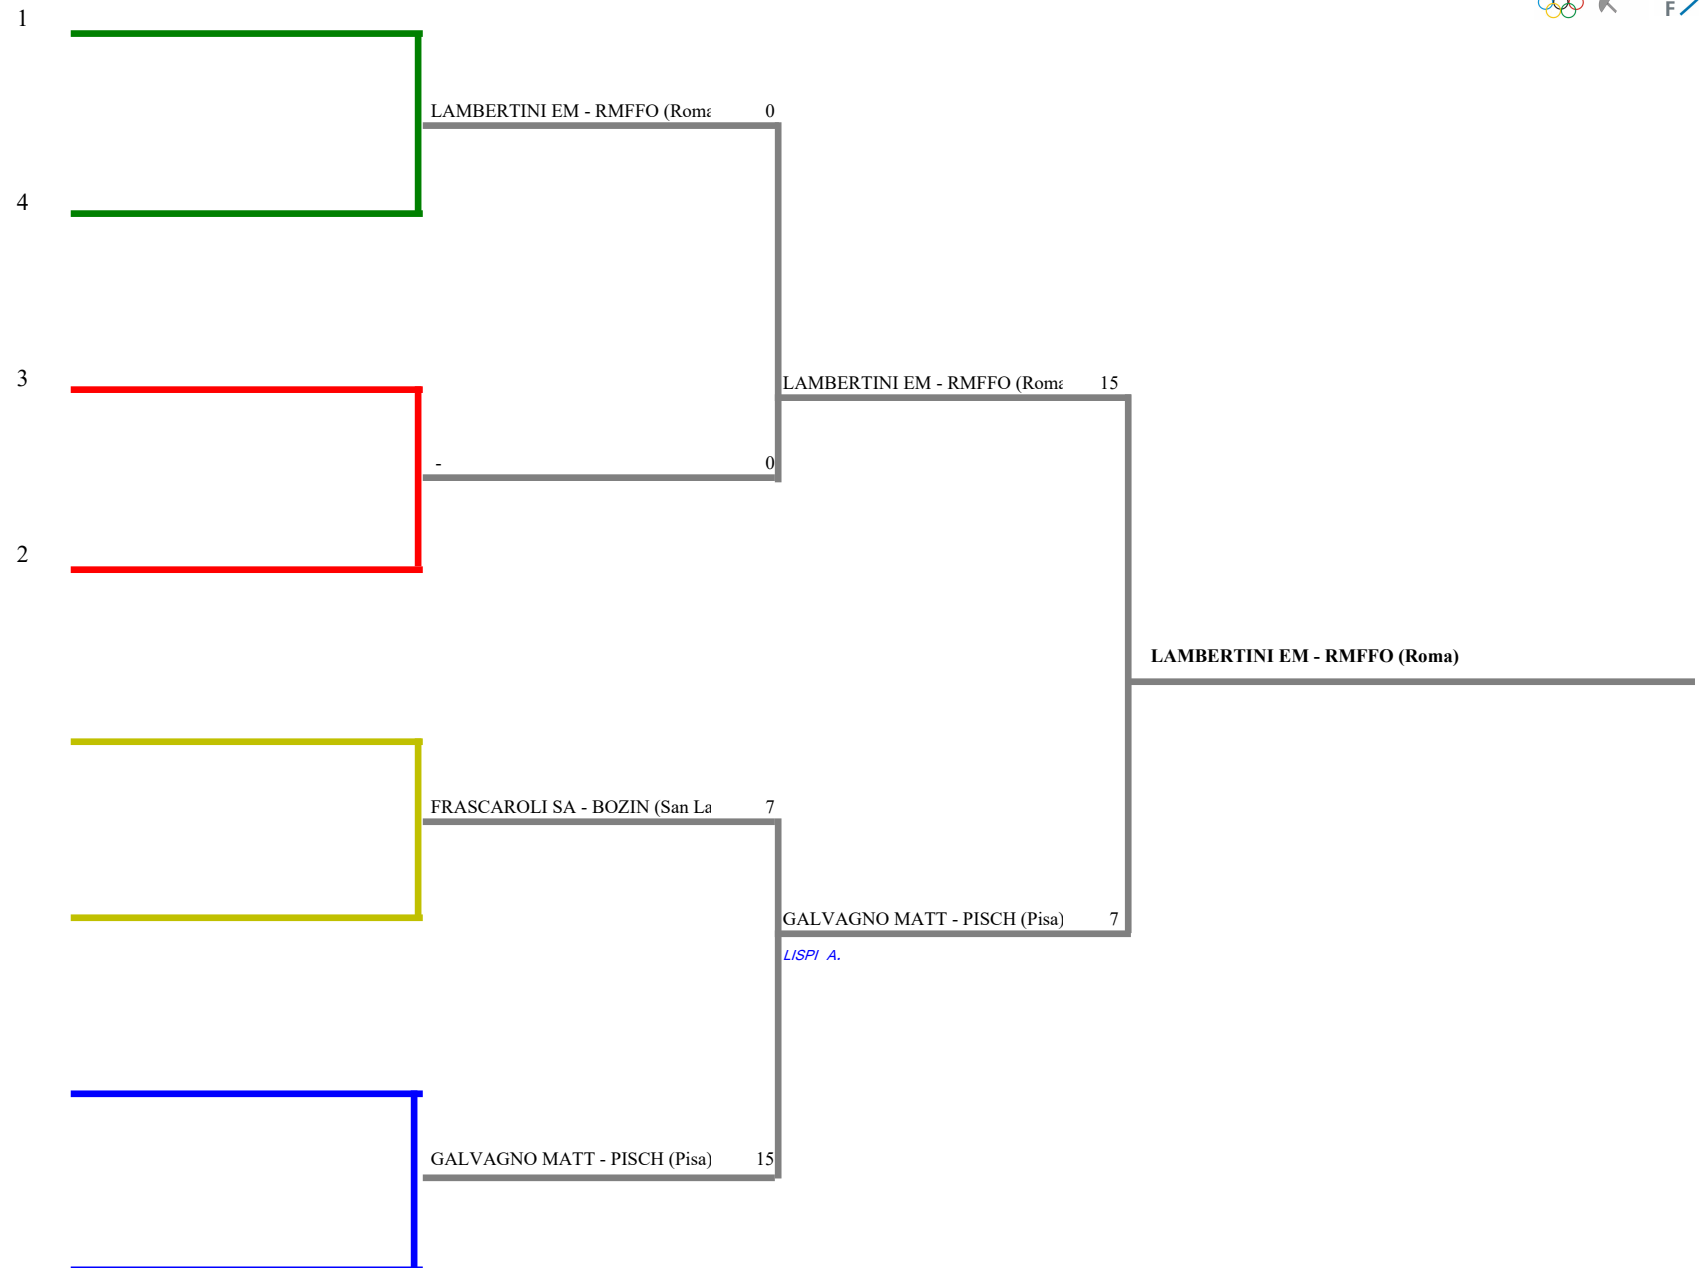 1
F
LAMBERTINI EM - RMFFO (Roma 0
4
3
LAMBERTINI EM - RMFFO (Roma 15
- 0
2
LAMBERTINI EM - RMFFO (Roma)
FRASCAROLI SA - BOZIN (San La 7
GALVAGNO MATT - PISCH (Pisa) 7
LISPI A.
GALVAGNO MATT - PISCH (Pisa) 15